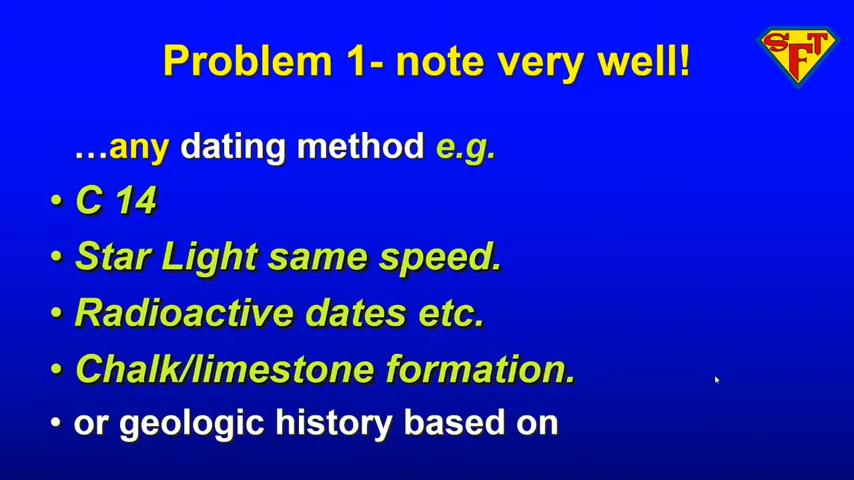 Problem 1- note very well!
SFT
...any dating method e.g.
• C 14
• Star Light same speed.
• Radioactive dates etc.
• Chalk/limestone formation.
• or geologic history based on